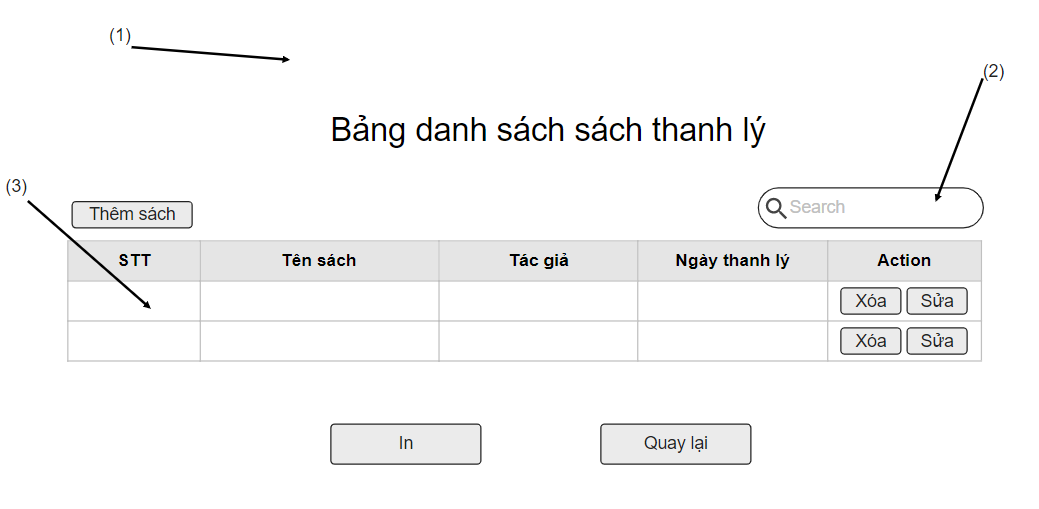 (1)
(2)
Bảng danh sách sách thanh lý
(3)
Thêm sách
Search
STT Tên sách Tác giả Ngày thanh lý Action
Xóa Sửa
Xóa Sửa
In Quay lại